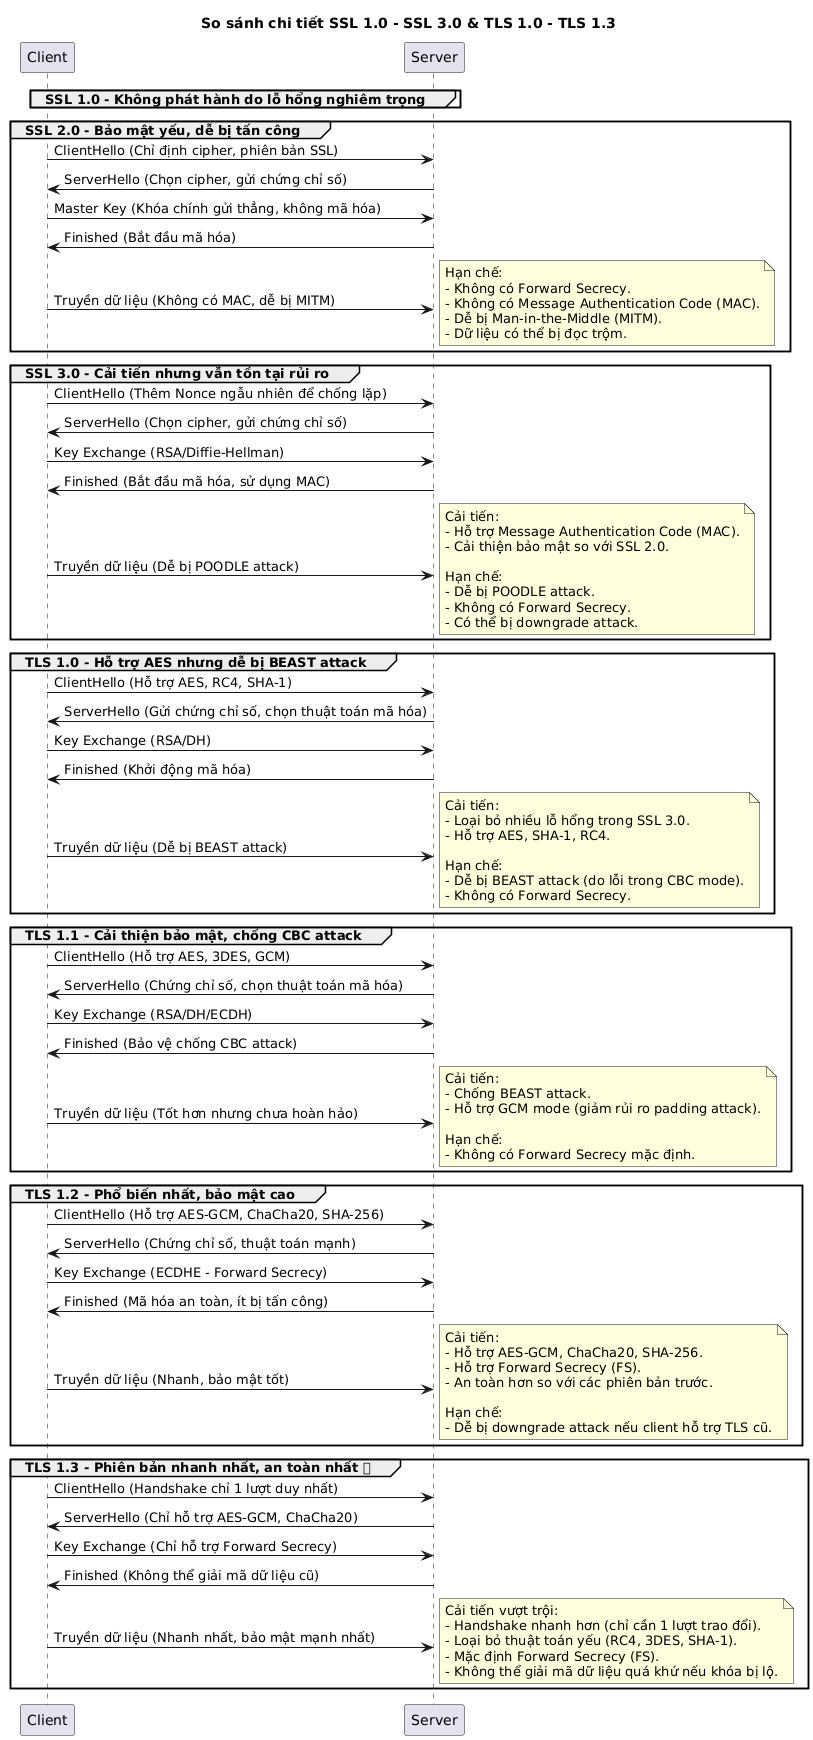 So sánh chi tiết SSL 1.0 - SSL 3.0 & TLS 1.0 - TLS 1.3
Client Server
SSL 1.0 - Không phát hành do lỗ hổng nghiêm trọng
SSL 2.0 - Bảo mật yếu, dễ bị tấn công
ClientHello (Chỉ định cipher, phiên bản SSL)
ServerHello (Chọn cipher, gửi chứng chỉ số)
Master Key (Khóa chính gửi thẳng, không mã hóa)
Finished (Bắt đầu mã hóa)
Truyền dữ liệu (Không có MAC, dễ bị MITM)
Hạn chế:
- Không có Forward Secrecy.
- Không có Message Authentication Code (MAC).
- Dễ bị Man-in-the-Middle (MITM).
- Dữ liệu có thể bị đọc trộm.
SSL 3.0 - Cải tiến nhưng vẫn tồn tại rủi ro
ClientHello (Thêm Nonce ngẫu nhiên để chống lặp)
ServerHello (Chọn cipher, gửi chứng chỉ số)
Key Exchange (RSA/Diffie-Hellman)
Finished (Bắt đầu mã hóa, sử dụng MAC)
Truyền dữ liệu (Dễ bị POODLE attack)
Cải tiến:
- Hỗ trợ Message Authentication Code (MAC).
- Cải thiện bảo mật so với SSL 2.0.
Hạn chế:
- Dễ bị POODLE attack.
- Không có Forward Secrecy.
- Có thể bị downgrade attack.
TLS 1.0 - Hỗ trợ AES nhưng dễ bị BEAST attack
ClientHello (Hỗ trợ AES, RC4, SHA-1)
ServerHello (Gửi chứng chỉ số, chọn thuật toán mã hóa)
Key Exchange (RSA/DH)
Finished (Khởi động mã hóa)
Truyền dữ liệu (Dễ bị BEAST attack)
Cải tiến:
- Loại bỏ nhiều lỗ hổng trong SSL 3.0.
- Hỗ trợ AES, SHA-1, RC4.
Hạn chế:
- Dễ bị BEAST attack (do lỗi trong CBC mode).
- Không có Forward Secrecy.
TLS 1.1 - Cải thiện bảo mật, chống CBC attack
ClientHello (Hỗ trợ AES, 3DES, GCM)
ServerHello (Chứng chỉ số, chọn thuật toán mã hóa)
Key Exchange (RSA/DH/ECDH)
Finished (Bảo vệ chống CBC attack)
Truyền dữ liệu (Tốt hơn nhưng chưa hoàn hảo)
Cải tiến:
- Chống BEAST attack.
- Hỗ trợ GCM mode (giảm rủi ro padding attack).
Hạn chế:
- Không có Forward Secrecy mặc định.
TLS 1.2 - Phổ biến nhất, bảo mật cao
ClientHello (Hỗ trợ AES-GCM, ChaCha20, SHA-256)
ServerHello (Chứng chỉ số, thuật toán mạnh)
Key Exchange (ECDHE - Forward Secrecy)
Finished (Mã hóa an toàn, ít bị tấn công)
Truyền dữ liệu (Nhanh, bảo mật tốt)
Cải tiến:
- Hỗ trợ AES-GCM, ChaCha20, SHA-256.
- Hỗ trợ Forward Secrecy (FS).
- An toàn hơn so với các phiên bản trước.
Hạn chế:
- Dễ bị downgrade attack nếu client hỗ trợ TLS cũ.
TLS 1.3 - Phiên bản nhanh nhất, an toàn nhất
ClientHello (Handshake chỉ 1 lượt duy nhất)
ServerHello (Chỉ hỗ trợ AES-GCM, ChaCha20)
Key Exchange (Chỉ hỗ trợ Forward Secrecy)
Finished (Không thể giải mã dữ liệu cũ)
Truyền dữ liệu (Nhanh nhất, bảo mật mạnh nhất)
Cải tiến vượt trội:
- Handshake nhanh hơn (chỉ cần 1 lượt trao đổi).
- Loại bỏ thuật toán yếu (RC4, 3DES, SHA-1).
- Mặc định Forward Secrecy (FS).
- Không thể giải mã dữ liệu quá khứ nếu khóa bị lộ.
Client Server